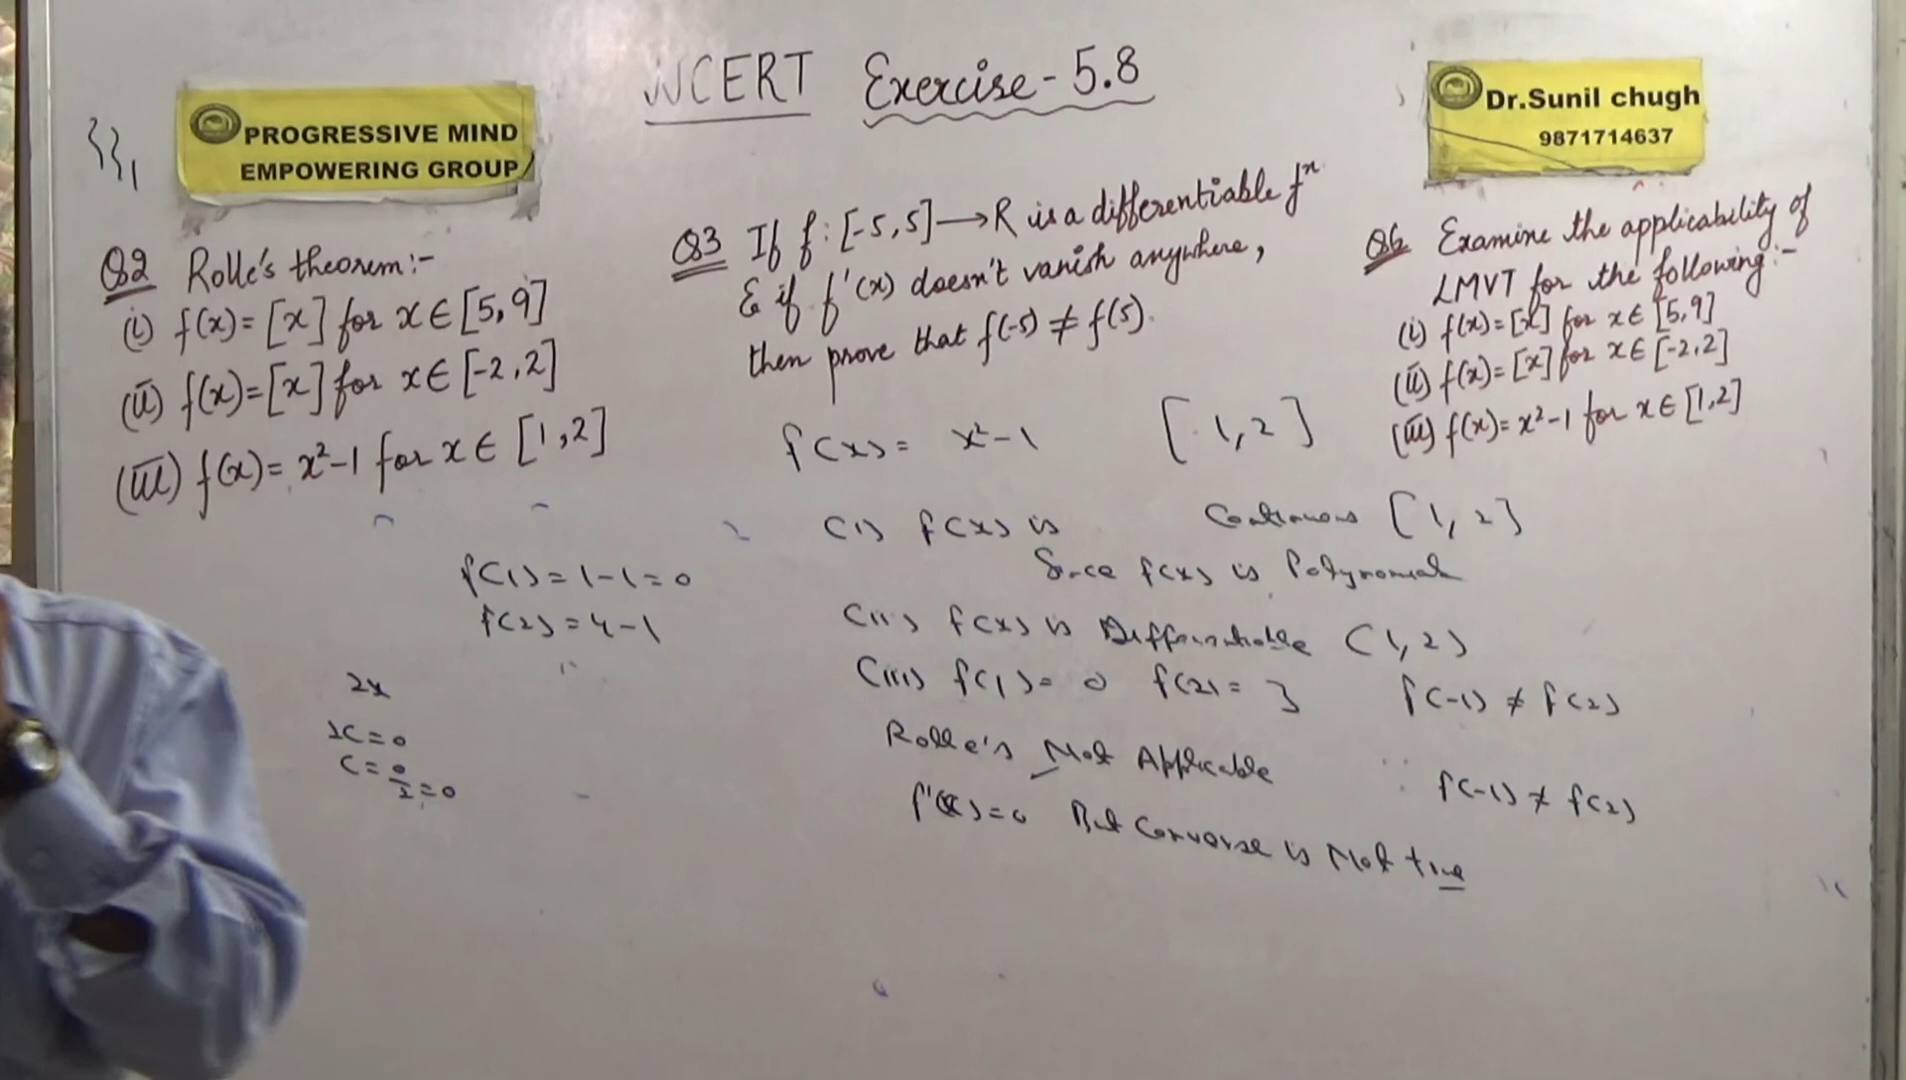 NCERT Exercise - 5.8
PROGRESSIVE MIND
EMPOWERING GROUP
Dr.Sunil chugh
9871714637
Q2 Rolle's theorem:-
(i) f(x)= [x] for x∈ [5,9]
(ii) f(x)= [x] for x∈ [-2,2]
(iii) f(x)= x²-1 for x∈ [1,2]
f(1) = 1-1 = 0
f(2) = 4-1
2x
2C = 0
C = 0/2 = 0
Q3 If f: [-5,5] → R is a differentiable fⁿ
& if f'(x) doesn't vanish anywhere,
then prove that f(-5) ≠ f(5).
f(x) = x²-1 [1,2]
(i) f(x) is Continuous [1,2]
Since f(x) is Polynomial
(ii) f(x) is Differentiable (1,2)
(iii) f(1) = 0 f(2) = 3 f(-1) ≠ f(2)
Rolle's Not Applicable ∵ f(-1) ≠ f(2)
f'(c) = 0 But Converse is Not true
Q6 Examine the applicability of
LMVT for the following:-
(i) f(x)= [x] for x∈ [5,9]
(ii) f(x)= [x] for x∈ [-2,2]
(iii) f(x)= x²-1 for x∈ [1,2]